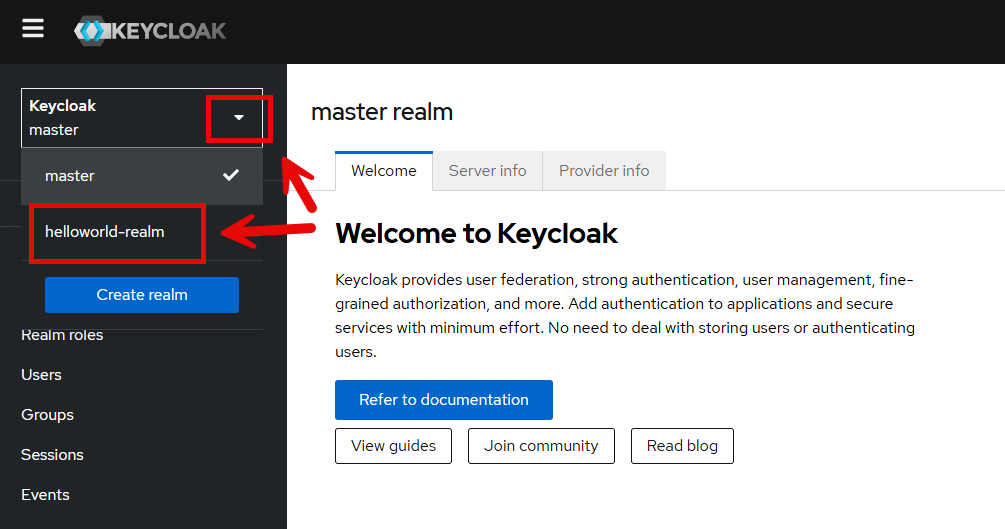 KEYCLOAK
Keycloak
master
master
helloworld-realm
Create realm
Realm roles
Users
Groups
Sessions
Events
master realm
Welcome
Server info
Provider info
Welcome to Keycloak
Keycloak provides user federation, strong authentication, user management, fine-
grained authorization, and more. Add authentication to applications and secure
services with minimum effort. No need to deal with storing users or authenticating
users.
Refer to documentation
View guides
Join community
Read blog